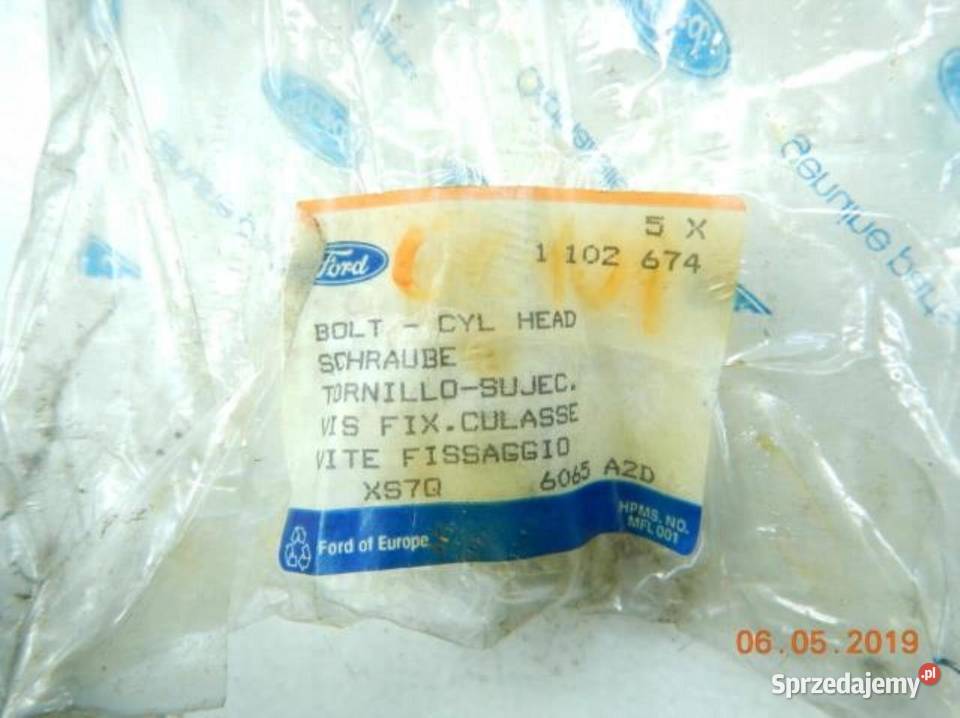 5 X
Ford
1 102 674
BOLT - CYL HEAD
SCHRAUBE
TORNILLO-SUJEC.
VIS FIX.CULASSE
VITE FISSAGGIO
XS7Q 6065 A2D
Ford of Europe
HPMS. NO.
MFL 001
06.05.2019
Sprzedajemy.pl